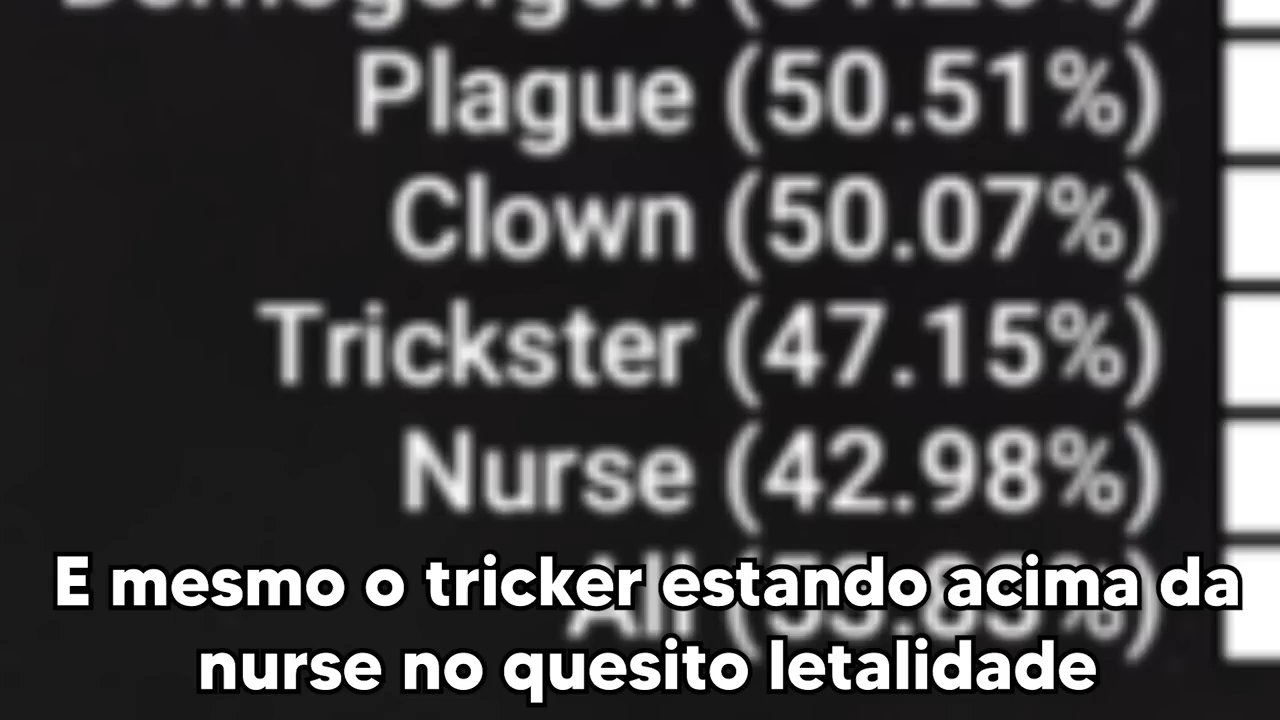 Plague (50.51%)
Clown (50.07%)
Trickster (47.15%)
Nurse (42.98%)
All
E mesmo o tricker estando acima da
nurse no quesito letalidade